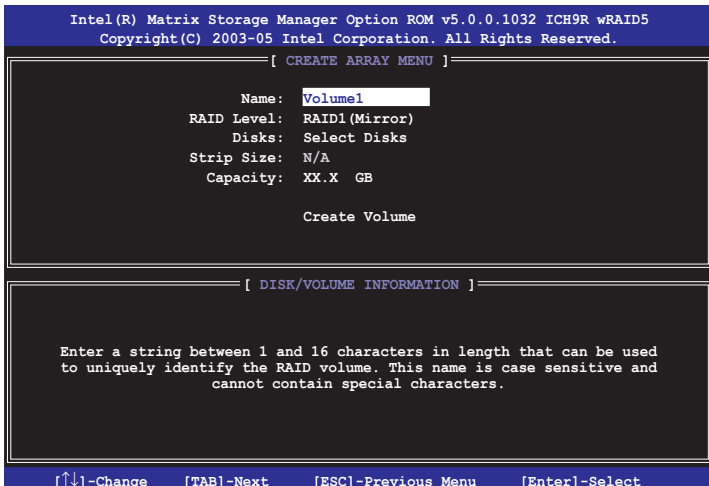 Intel(R) Matrix Storage Manager Option ROM v5.0.0.1032 ICH9R wRAID5
Copyright(C) 2003-05 Intel Corporation. All Rights Reserved.
[ CREATE ARRAY MENU ]
Name: Volume1
RAID Level: RAID1(Mirror)
Disks: Select Disks
Strip Size: N/A
Capacity: XX.X GB
Create Volume
[ DISK/VOLUME INFORMATION ]
Enter a string between 1 and 16 characters in length that can be used
to uniquely identify the RAID volume. This name is case sensitive and
cannot contain special characters.
[↑↓]-Change [TAB]-Next [ESC]-Previous Menu [Enter]-Select